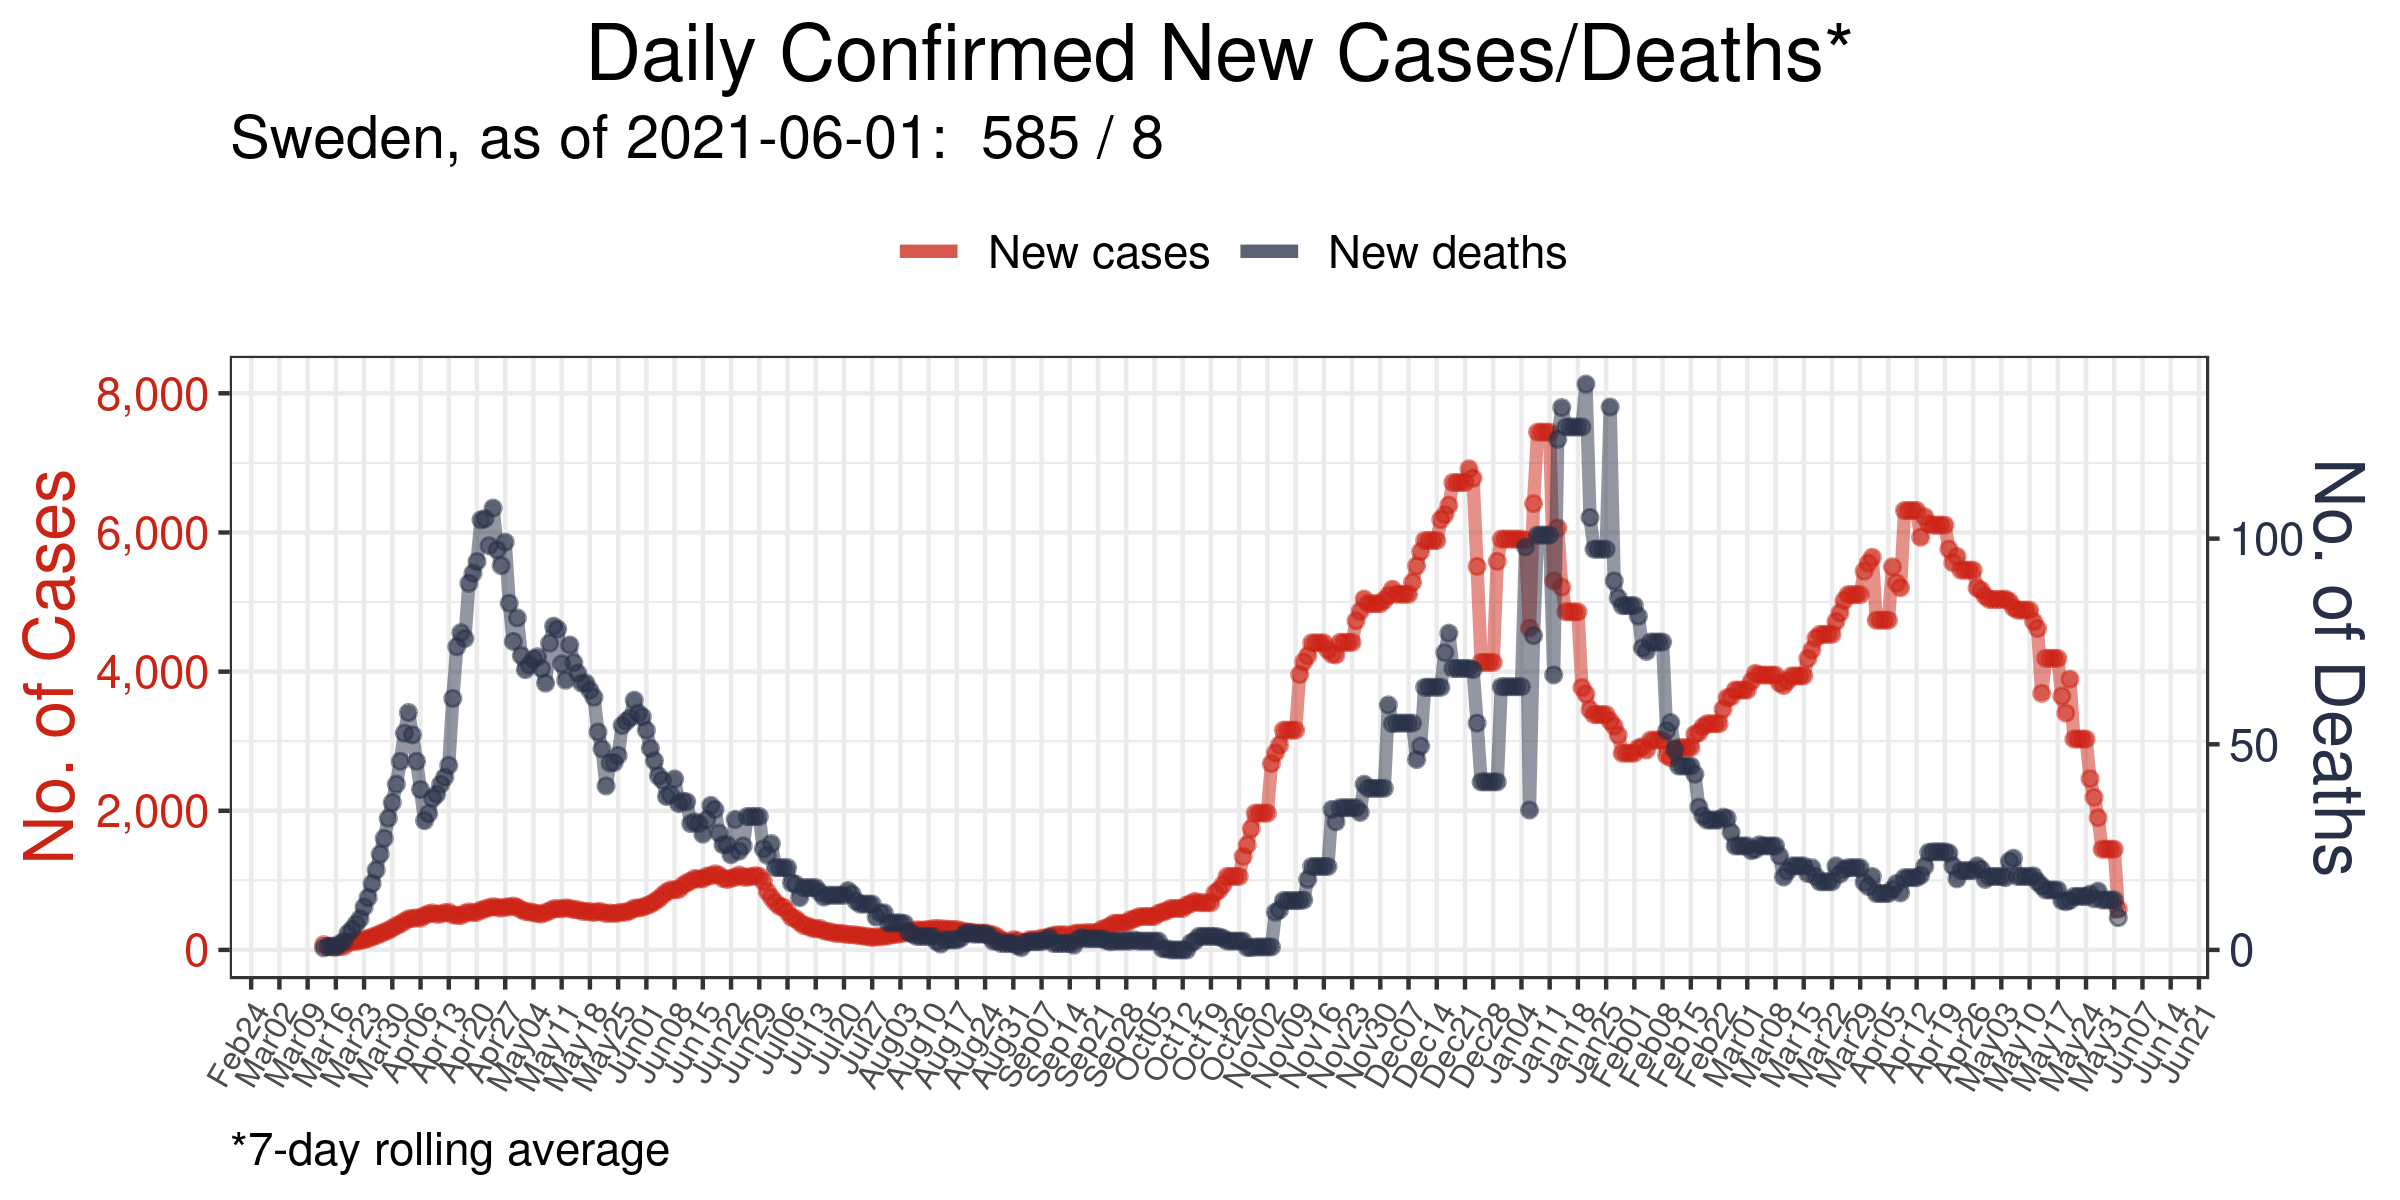 Daily Confirmed New Cases/Deaths*
Sweden, as of 2021-06-01:  585 / 8
New cases New deaths
No. of Cases
8,000
6,000
4,000
2,000
0
No. of Deaths
100
50
0
Feb24 Mar02 Mar09 Mar16 Mar23 Mar30 Apr06 Apr13 Apr20 Apr27 May04 May11 May18 May25 Jun01 Jun08 Jun15 Jun22 Jun29 Jul06 Jul13 Jul20 Jul27 Aug03 Aug10 Aug17 Aug24 Aug31 Sep07 Sep14 Sep21 Sep28 Oct05 Oct12 Oct19 Oct26 Nov02 Nov09 Nov16 Nov23 Nov30 Dec07 Dec14 Dec21 Dec28 Jan04 Jan11 Jan18 Jan25 Feb01 Feb08 Feb15 Feb22 Mar01 Mar08 Mar15 Mar22 Mar29 Apr05 Apr12 Apr19 Apr26 May03 May10 May17 May24 May31 Jun07 Jun14 Jun21
*7-day rolling average